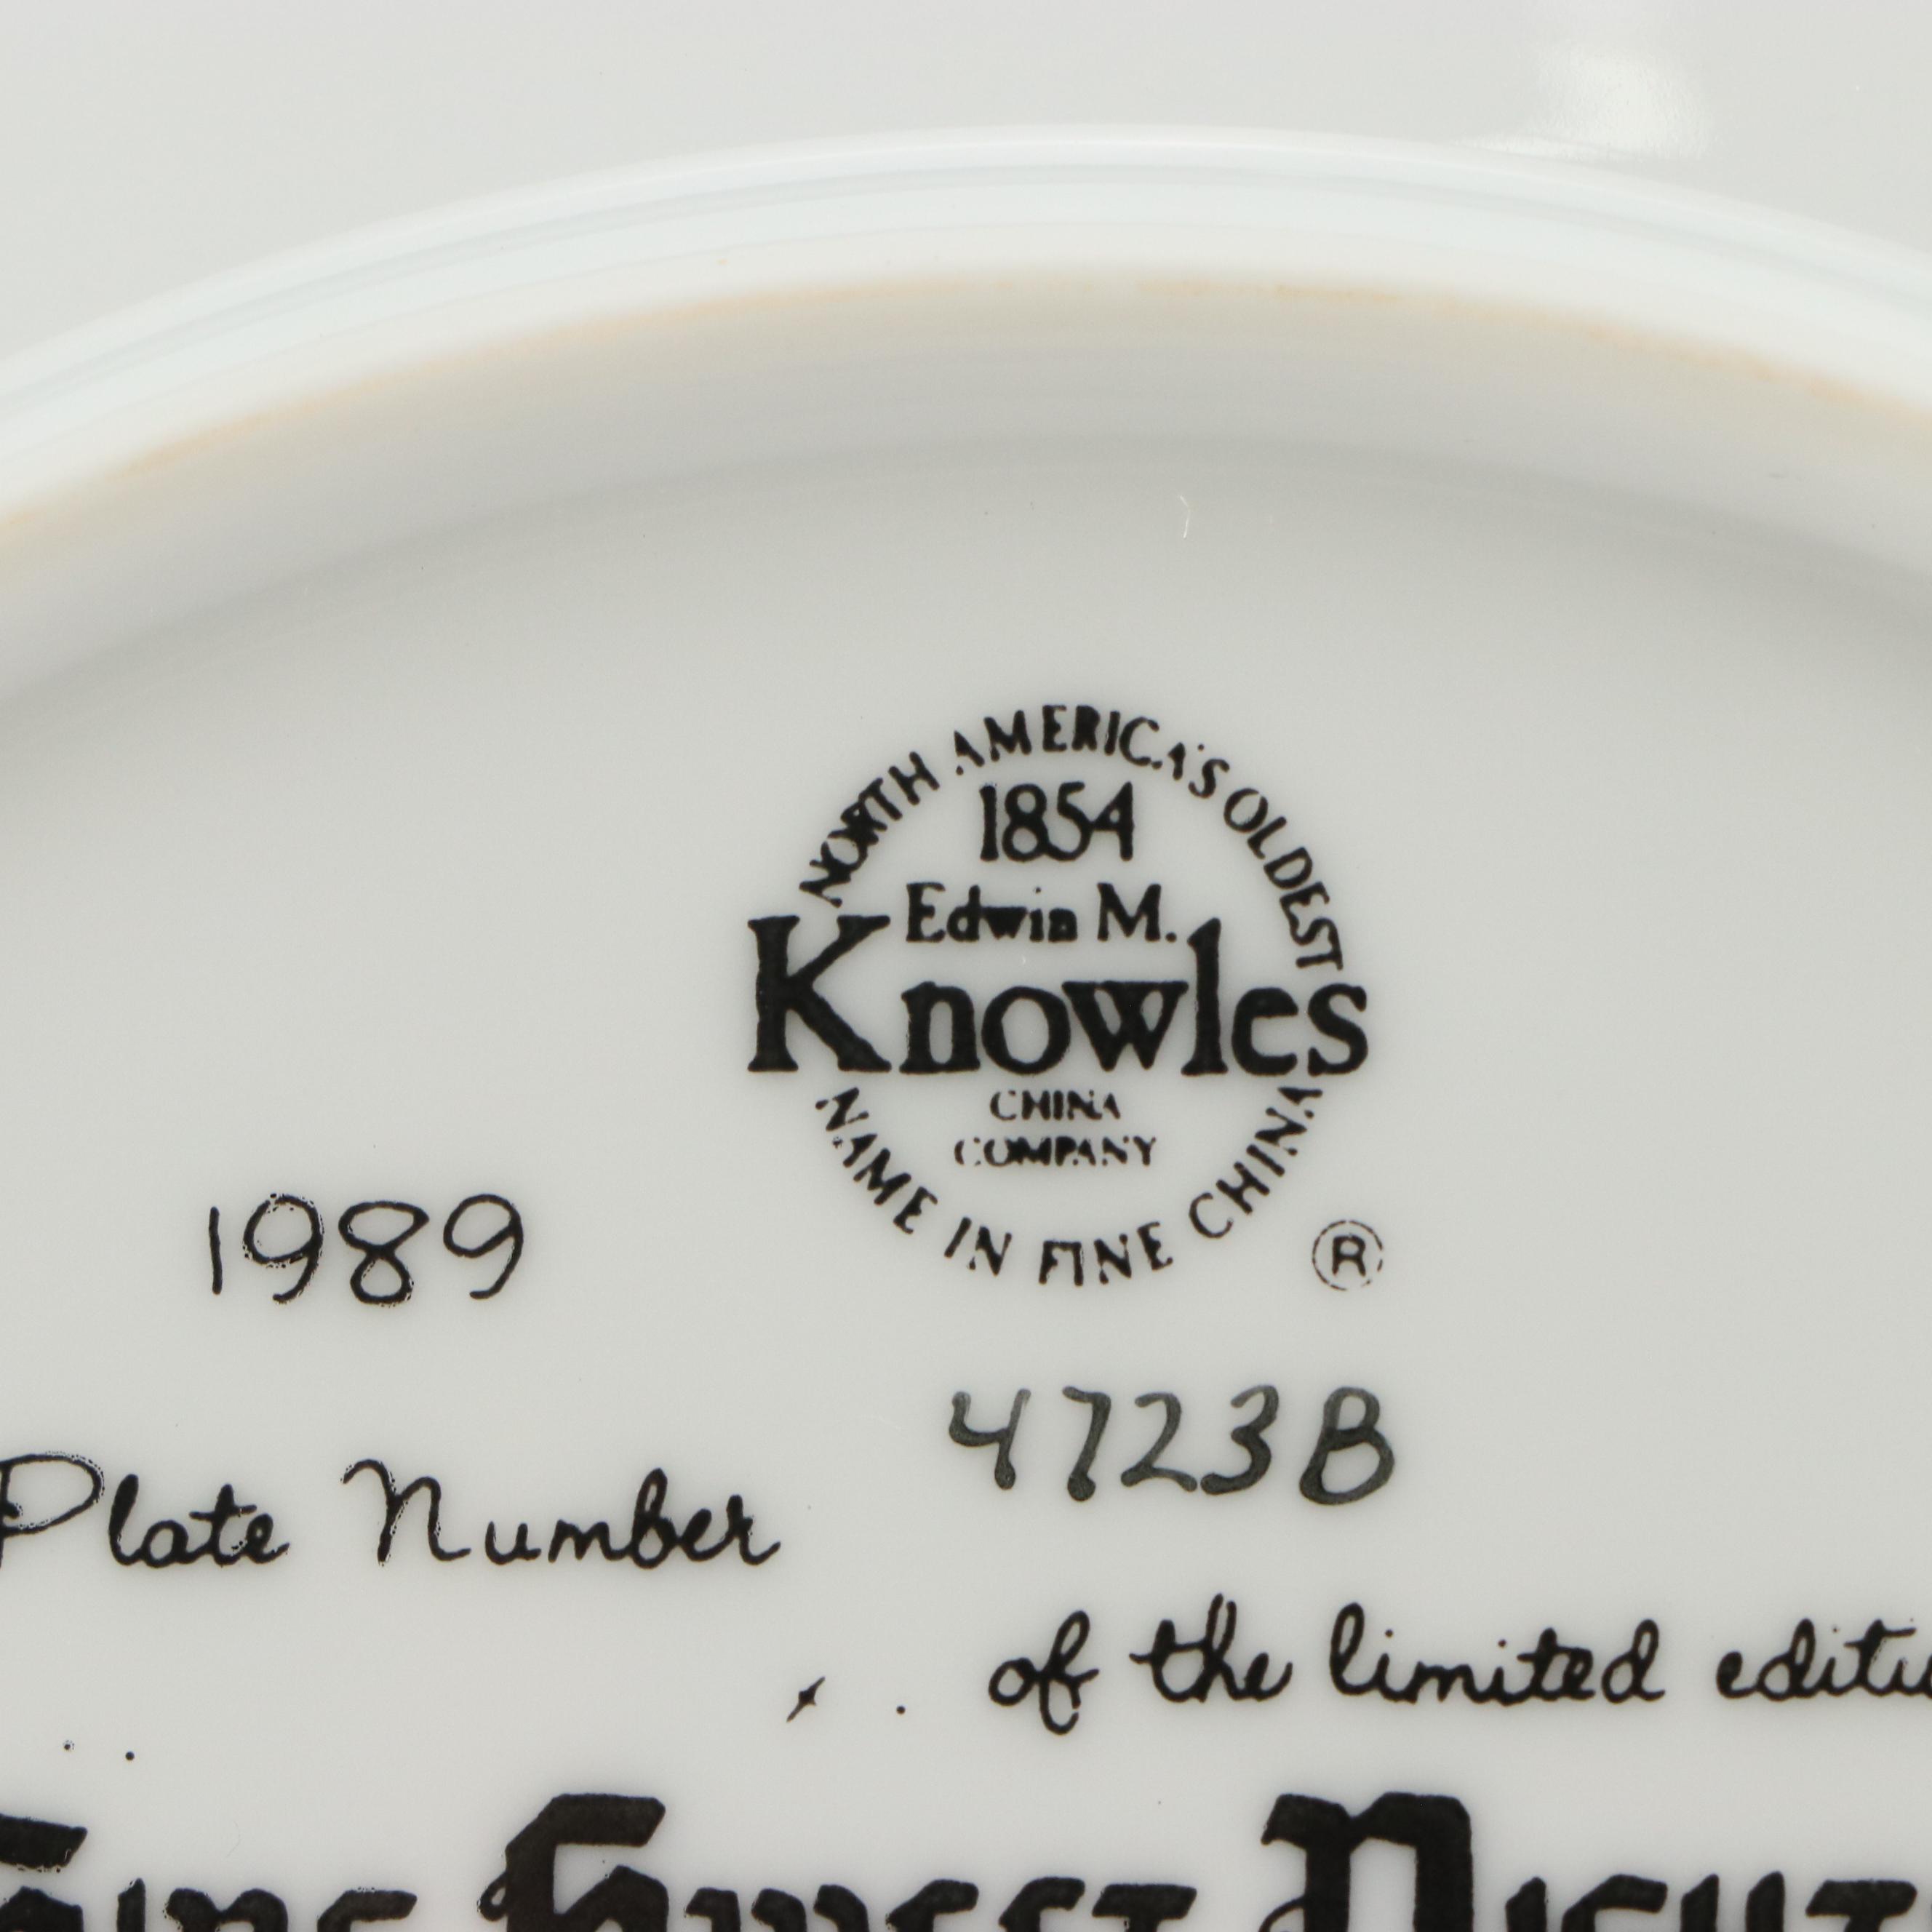 NORTH AMERICA'S OLDEST
1854
Edwin M.
Knowles
CHINA
COMPANY
NAME IN FINE CHINA
®
1989
4723B
Plate Number
of the limited